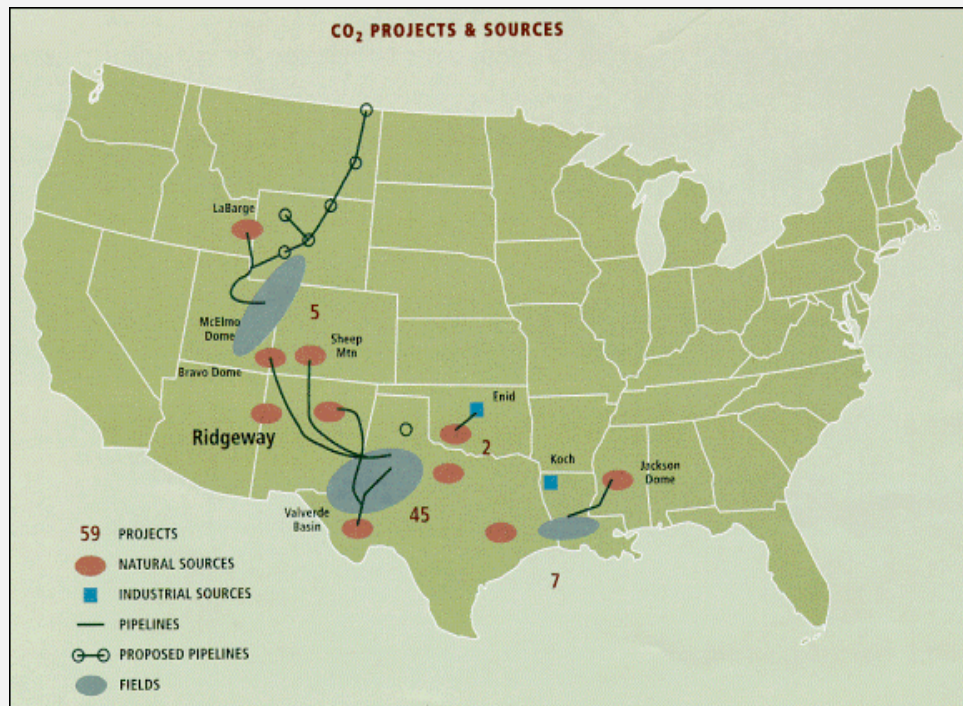 CO₂ PROJECTS & SOURCES
LaBarge
McElmo
Dome
5
Sheep
Mtn
Bravo Dome
Enid
Ridgeway
2
Koch
Jackson
Dome
45
Valverde
Basin
7
59 PROJECTS
NATURAL SOURCES
INDUSTRIAL SOURCES
PIPELINES
PROPOSED PIPELINES
FIELDS